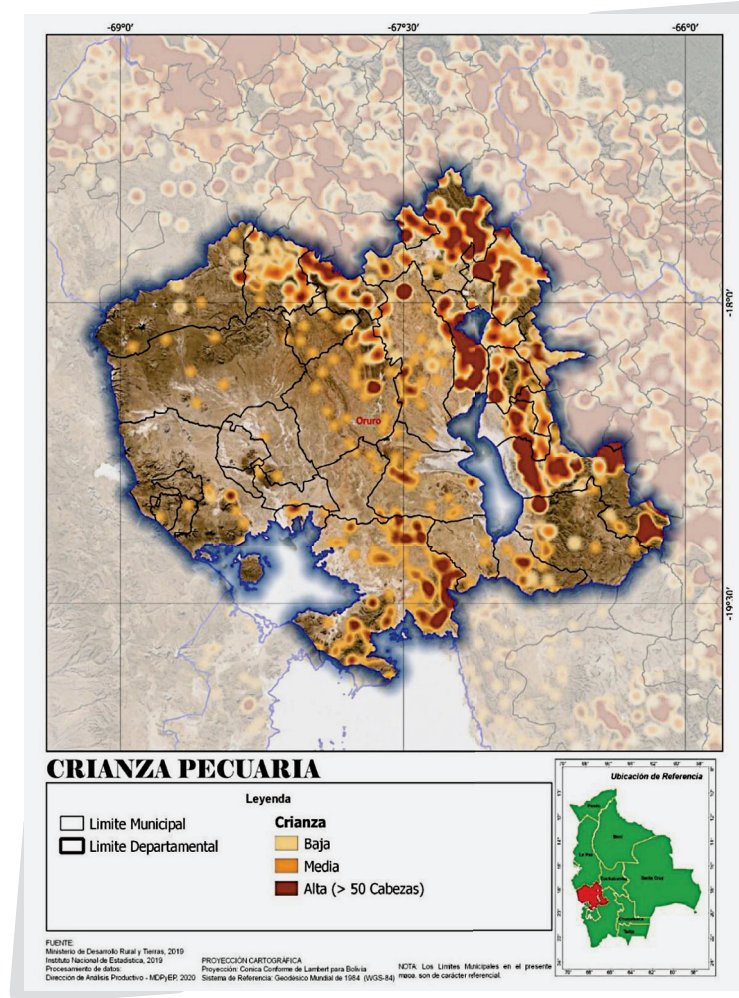 -69°0'
-67°30'
-66°0'
-18°0'
Oruro
-19°30'
CRIANZA PECUARIA
Leyenda
Limite Municipal
Limite Departamental
Crianza
Baja
Media
Alta (> 50 Cabezas)
Ubicación de Referencia
Pando
Beni
La Paz
Cochabamba
Santa Cruz
Chuquisaca
Tarija
FUENTE:
Ministerio de Desarrollo Rural y Tierras, 2019
Instituto Nacional de Estadística, 2019
Procesamiento de datos:
Dirección de Análisis Productivo - MDPyEP, 2020
PROYECCIÓN CARTOGRÁFICA
Proyección: Conica Conforme de Lambert para Bolivia
Sistema de Referencia: Geodésico Mundial de 1984 (WGS-84)
NOTA: Los Limites Municipales en el presente
mapa, son de carácter referencial.